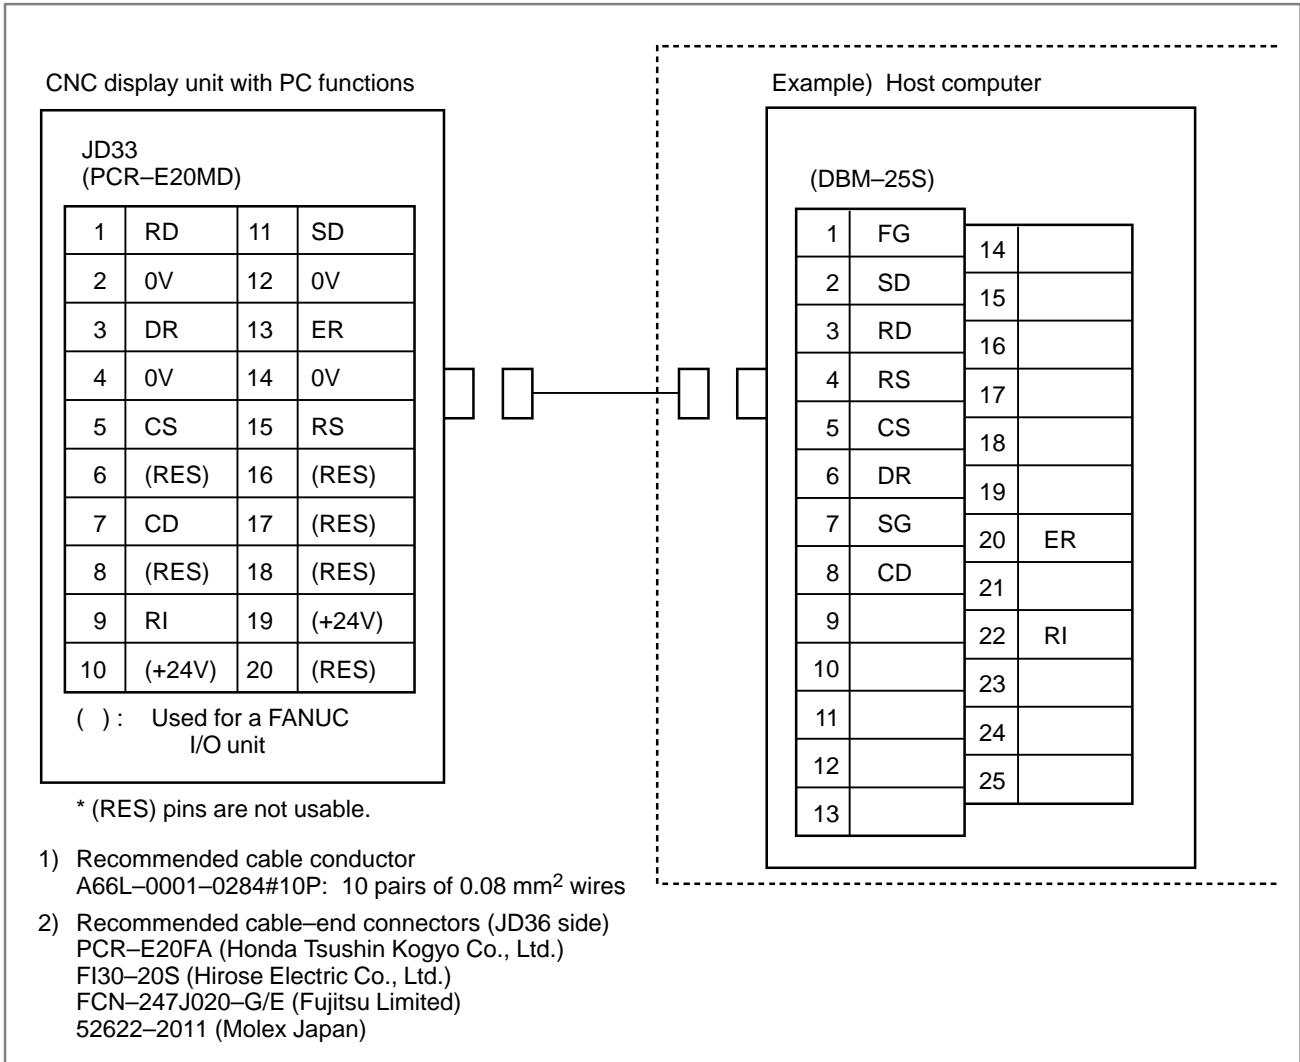 CNC display unit with PC functions
JD33
(PCR–E20MD)
1 RD 11 SD
2 0V 12 0V
3 DR 13 ER
4 0V 14 0V
5 CS 15 RS
6 (RES) 16 (RES)
7 CD 17 (RES)
8 (RES) 18 (RES)
9 RI 19 (+24V)
10 (+24V) 20 (RES)
( ) : Used for a FANUC
I/O unit
* (RES) pins are not usable.
1) Recommended cable conductor
A66L–0001–0284#10P: 10 pairs of 0.08 mm2 wires
2) Recommended cable–end connectors (JD36 side)
PCR–E20FA (Honda Tsushin Kogyo Co., Ltd.)
FI30–20S (Hirose Electric Co., Ltd.)
FCN–247J020–G/E (Fujitsu Limited)
52622–2011 (Molex Japan)
Example) Host computer
(DBM–25S)
1 FG
2 SD
3 RD
4 RS
5 CS
6 DR
7 SG
8 CD
9
10
11
12
13
14
15
16
17
18
19
20 ER
21
22 RI
23
24
25